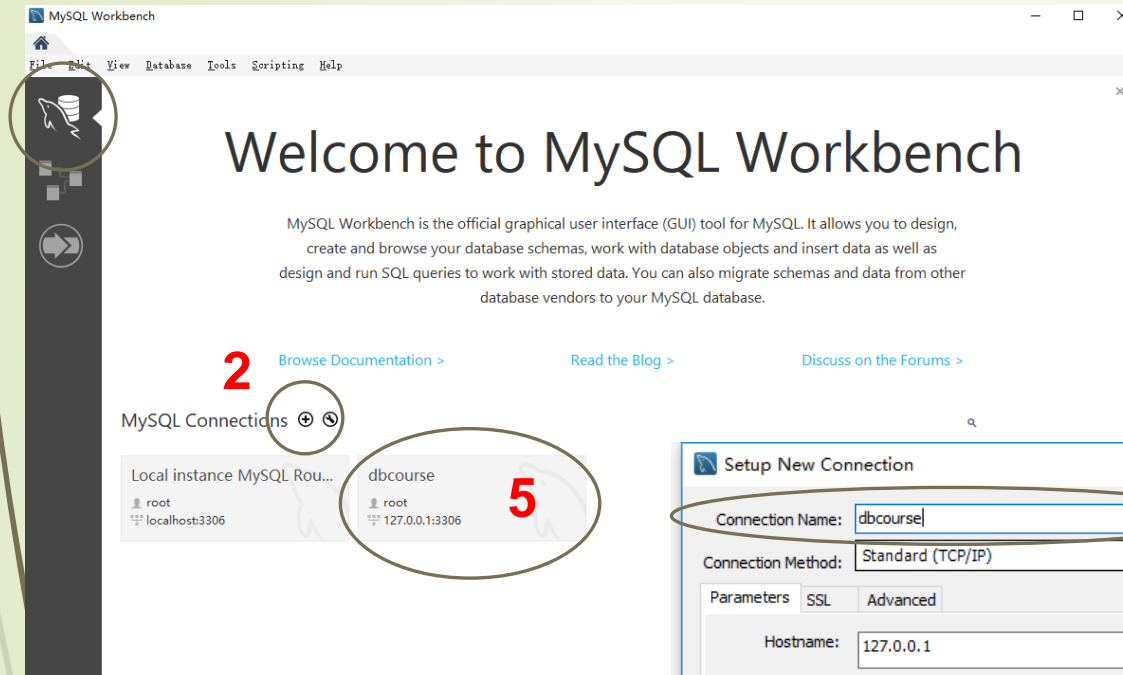 MySQL Workbench
File Edit View Database Tools Scripting Help
Welcome to MySQL Workbench
MySQL Workbench is the official graphical user interface (GUI) tool for MySQL. It allows you to design,
create and browse your database schemas, work with database objects and insert data as well as
design and run SQL queries to work with stored data. You can also migrate schemas and data from other
database vendors to your MySQL database.
Browse Documentation > Read the Blog > Discuss on the Forums >
2
MySQL Connections
Local instance MySQL Rou...
root
localhost:3306
dbcourse
root
127.0.0.1:3306
5
Setup New Connection
Connection Name: dbcourse
Connection Method: Standard (TCP/IP)
Parameters SSL Advanced
Hostname: 127.0.0.1